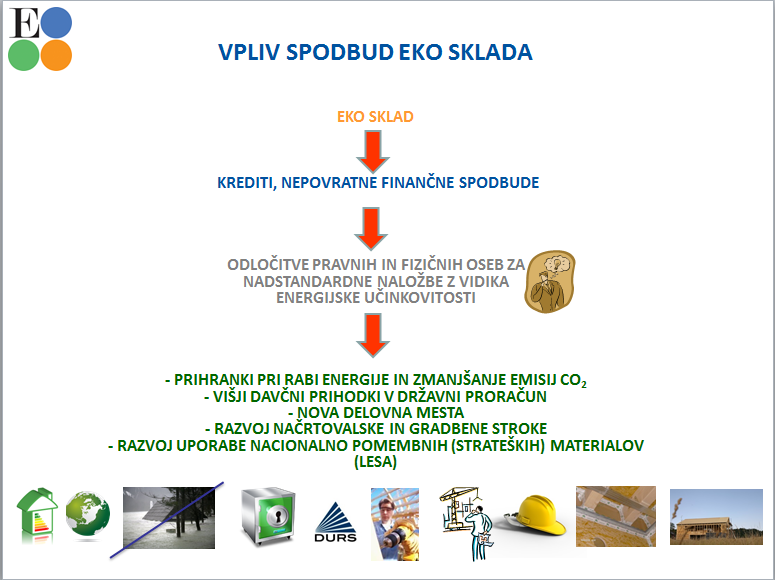 E
VPLIV SPODBUD EKO SKLADA
EKO SKLAD
KREDITI, NEPOVRATNE FINANČNE SPODBUDE
ODLOČITVE PRAVNIH IN FIZIČNIH OSEB ZA
NADSTANDARDNE NALOŽBE Z VIDIKA
ENERGIJSKE UČINKOVITOSTI
- PRIHRANKI PRI RABI ENERGIJE IN ZMANJŠANJE EMISIJ CO₂
- VIŠJI DAVČNI PRIHODKI V DRŽAVNI PRORAČUN
- NOVA DELOVNA MESTA
- RAZVOJ NAČRTOVALSKE IN GRADBENE STROKE
- RAZVOJ UPORABE NACIONALNO POMEMBNIH (STRATEŠKIH) MATERIALOV
(LESA)
DURS